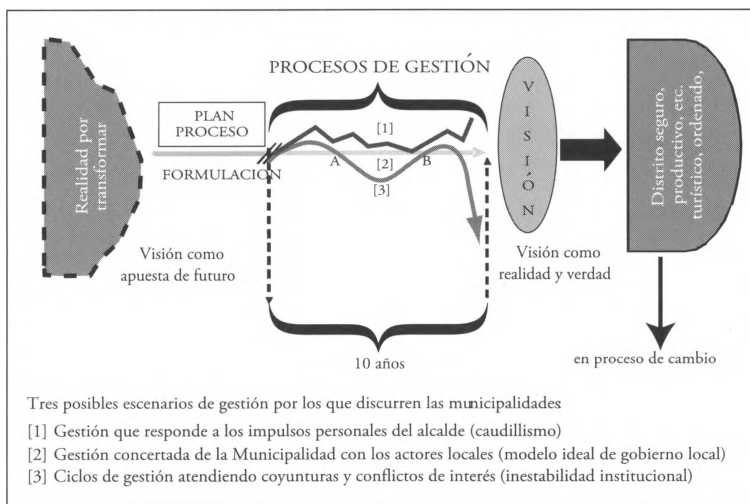 PROCESOS DE GESTIÓN
Realidad por
transformar
PLAN
PROCESO
FORMULACIÓN
[1]
A
[2]
B
[3]
VISIÓN
Distrito seguro,
productivo, etc.
turístico, ordenado,
Visión como
apuesta de futuro
Visión como
realidad y verdad
10 años
en proceso de cambio
Tres posibles escenarios de gestión por los que discurren las municipalidades
[1] Gestión que responde a los impulsos personales del alcalde (caudillismo)
[2] Gestión concertada de la Municipalidad con los actores locales (modelo ideal de gobierno local)
[3] Ciclos de gestión atendiendo coyunturas y conflictos de interés (inestabilidad institucional)